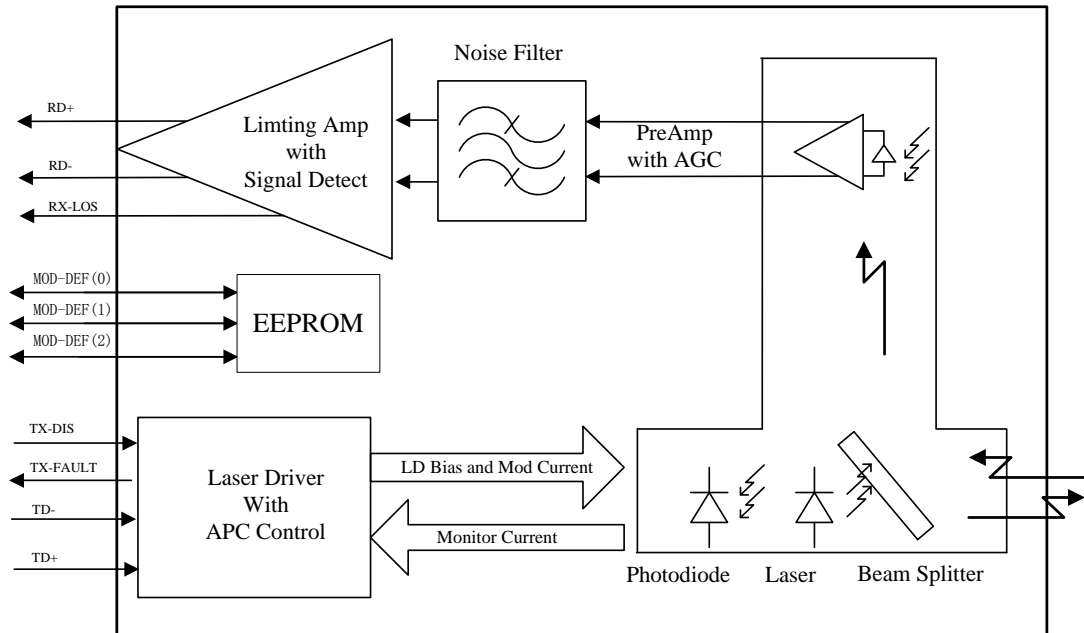 Noise Filter
RD+
RD-
RX-LOS
Limting Amp
with
Signal Detect
PreAmp
with AGC
MOD-DEF(0)
MOD-DEF(1)
MOD-DEF(2)
EEPROM
TX-DIS
TX-FAULT
TD-
TD+
Laser Driver
With
APC Control
LD Bias and Mod Current
Monitor Current
Photodiode
Laser
Beam Splitter